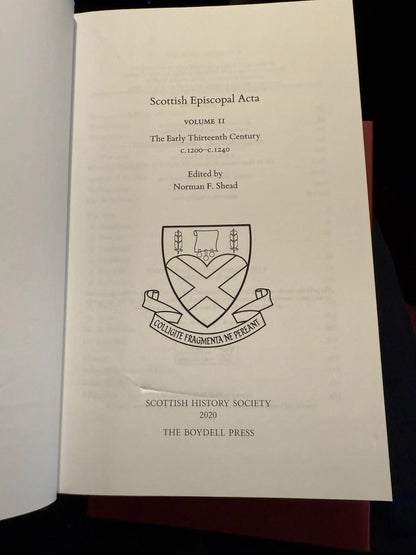 Scottish Episcopal Acta
VOLUME II
The Early Thirteenth Century
c.1200–c.1240
Edited by
Norman F. Shead
COLLIGITE FRAGMENTA NE PEREANT
SCOTTISH HISTORY SOCIETY
2020
THE BOYDELL PRESS